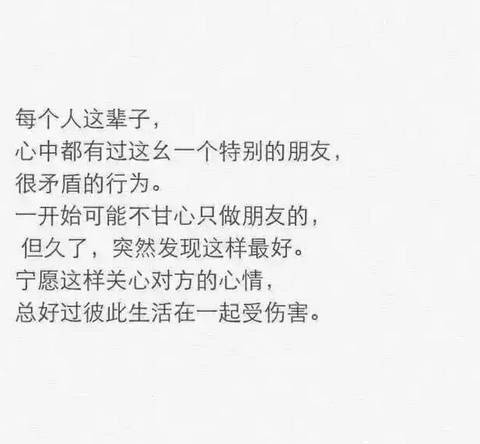 每个人这辈子，
心中都有过这幺一个特别的朋友，
很矛盾的行为。
一开始可能不甘心只做朋友的，
但久了，突然发现这样最好。
宁愿这样关心对方的心情，
总好过彼此生活在一起受伤害。